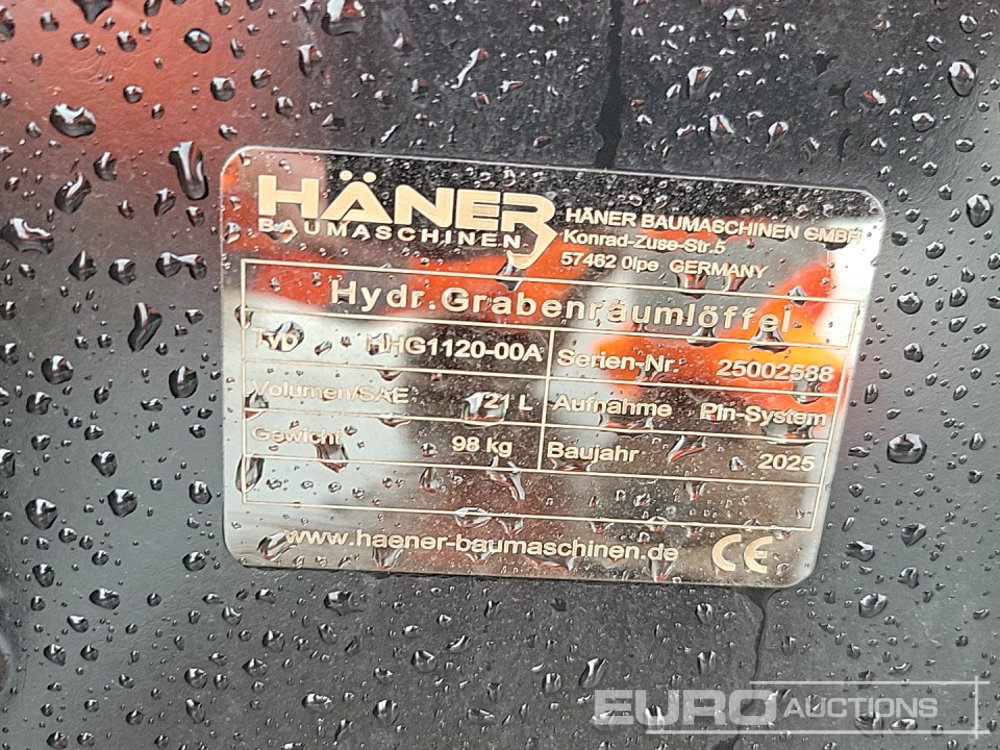 HÄNER
BAUMASCHINEN
HÄNER BAUMASCHINEN GMBH
Konrad-Zuse-Str.5
57462 Olpe GERMANY
Hydr.Grabenräumlöffel
Typ HHG1120-00A Serien-Nr. 25002588
Volumen/SAE L Aufnahme Pin-System
Gewicht 98 kg Baujahr 2025
www.haener-baumaschinen.de CE
EURO AUCTIONS